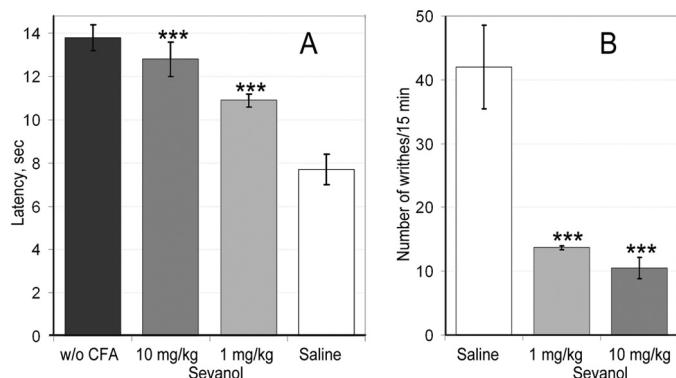 A
Latency, sec
14
12
10
8
6
4
2
0
***
***
w/o CFA 10 mg/kg 1 mg/kg Saline
Sevanol
B
Number of writhes/15 min
50
40
30
20
10
0
***
***
Saline 1 mg/kg 10 mg/kg
Sevanol